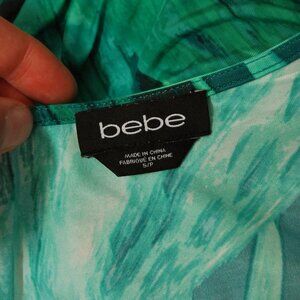 bebe
MADE IN CHINA
FABRIQUÉ EN CHINE
S/P